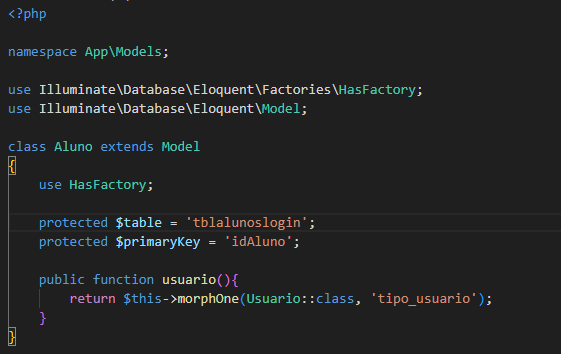 <?php
namespace App\Models;
use Illuminate\Database\Eloquent\Factories\HasFactory;
use Illuminate\Database\Eloquent\Model;
class Aluno extends Model
{
use HasFactory;
protected $table = 'tblalunoslogin';
protected $primaryKey = 'idAluno';
public function usuario(){
return $this->morphOne(Usuario::class, 'tipo_usuario');
}
}